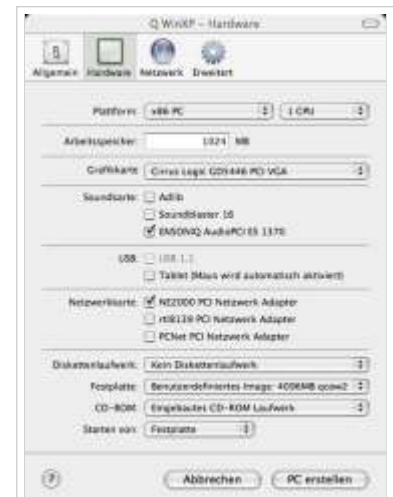 Q WinXP - Hardware
Allgemein Hardware Netzwerk Erweitert
Plattform: x86 PC 1 CPU
Arbeitsspeicher: 1024 MB
Grafikkarte: Cirrus Logic GD5446 PCI VGA
Soundkarte: Adlib
Soundblaster 16
ENSONIQ AudioPCI ES 1370
USB: USB 1.1
Tablet (Maus wird automatisch aktiviert)
Netzwerkkarte: NE2000 PCI Netzwerk Adapter
rtl8139 PCI Netzwerk Adapter
PCNet PCI Netzwerk Adapter
Diskettenlaufwerk: Kein Diskettenlaufwerk
Festplatte: Benutzerdefiniertes Image: 4096MB qcow2
CD-ROM: Eingebautes CD-ROM Laufwerk
Starten von: Festplatte
? Abbrechen PC erstellen